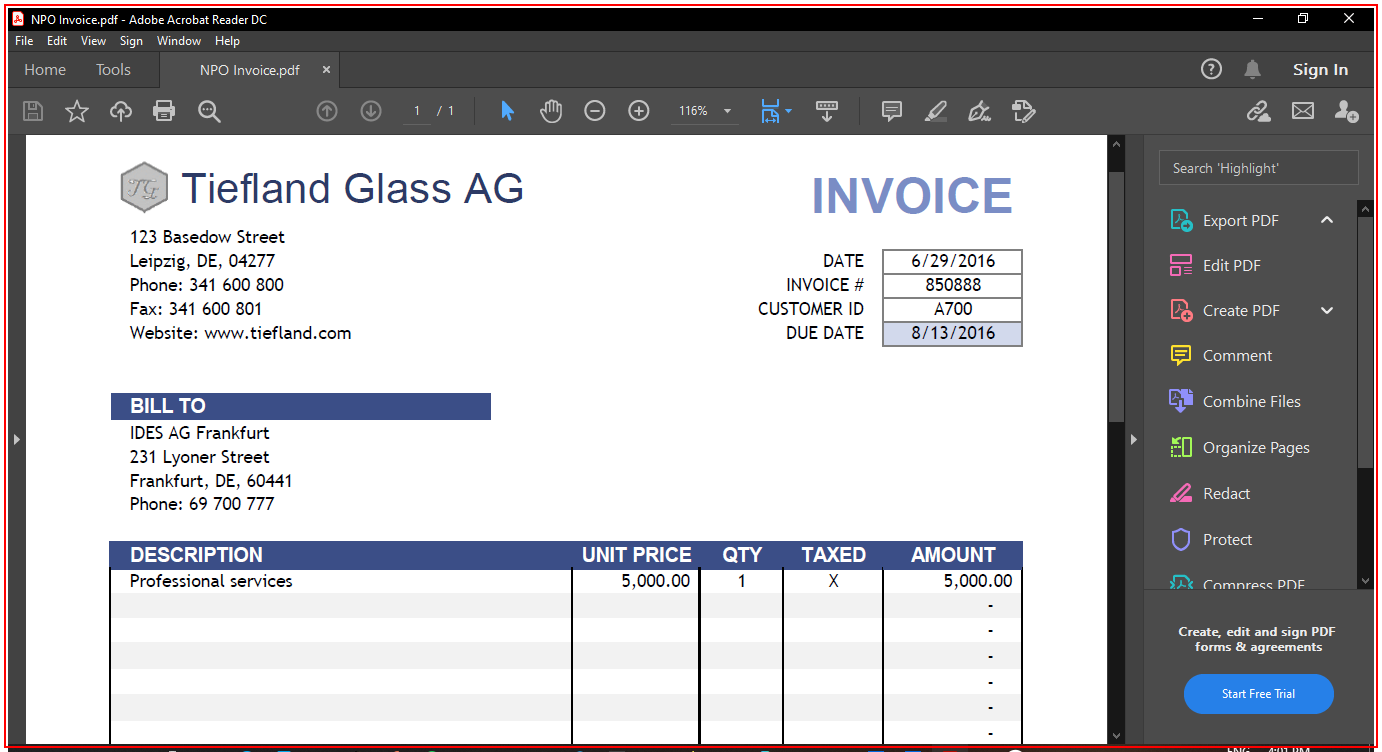 NPO Invoice.pdf - Adobe Acrobat Reader DC
File Edit View Sign Window Help
Home Tools NPO Invoice.pdf × Sign In
1 / 1 116%
TG Tiefland Glass AG
INVOICE
123 Basedow Street
Leipzig, DE, 04277
Phone: 341 600 800
Fax: 341 600 801
Website: www.tiefland.com
DATE 6/29/2016
INVOICE # 850888
CUSTOMER ID A700
DUE DATE 8/13/2016
BILL TO
IDES AG Frankfurt
231 Lyoner Street
Frankfurt, DE, 60441
Phone: 69 700 777
DESCRIPTION UNIT PRICE QTY TAXED AMOUNT
Professional services 5,000.00 1 X 5,000.00
-
-
-
-
-
-
Search 'Highlight'
Export PDF
Edit PDF
Create PDF
Comment
Combine Files
Organize Pages
Redact
Protect
Compress PDF
Create, edit and sign PDF
forms & agreements
Start Free Trial
ENG 4:01 PM